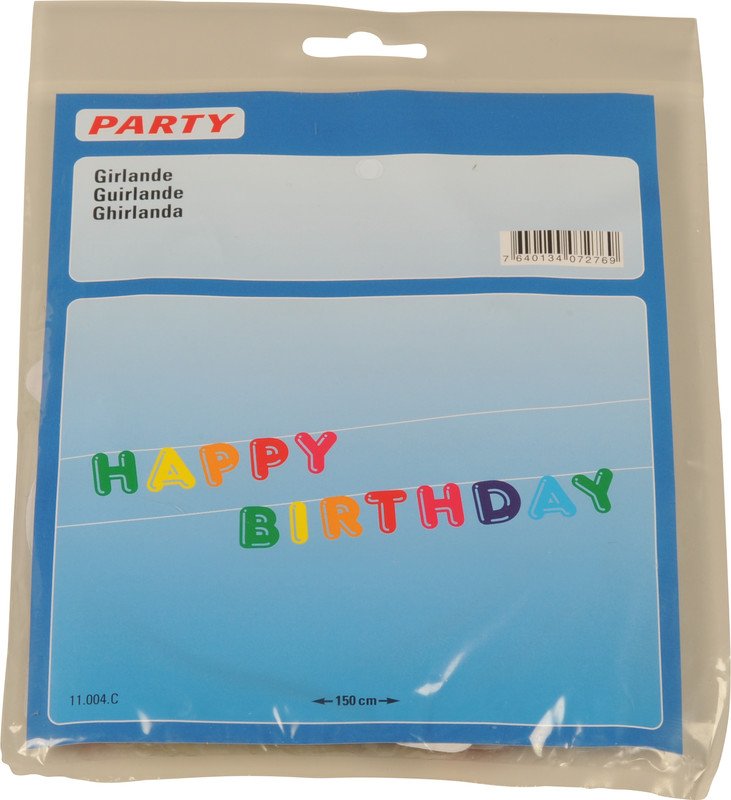 PARTY
Girlande
Guirlande
Ghirlanda
7 640134 072769
HAPPY
BIRTHDAY
11.004.C
150 cm